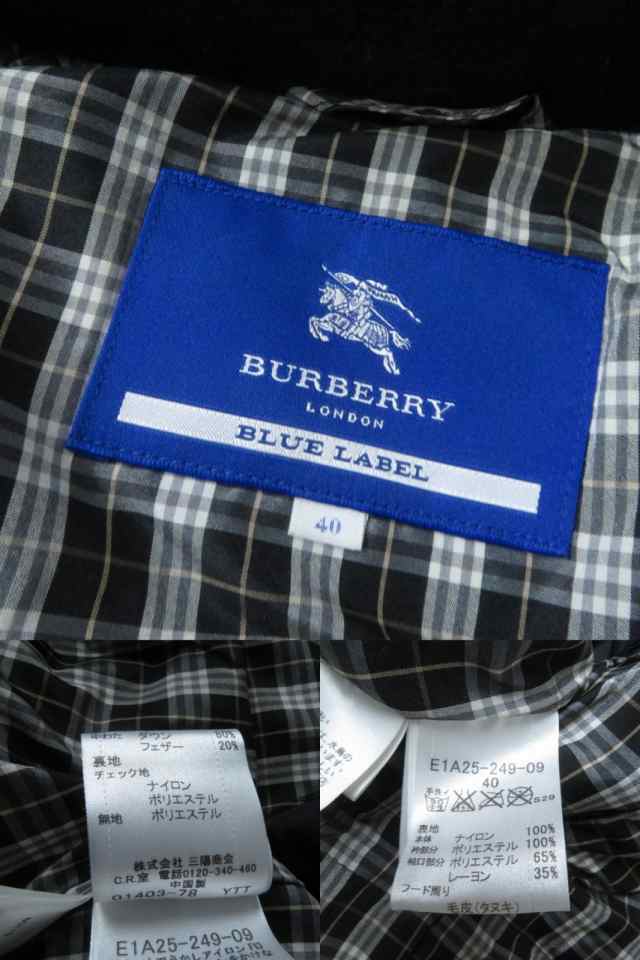 BURBERRY
LONDON
BLUE LABEL
40
中わた ダウン 80%
フェザー 20%
裏地
チェック地
ナイロン
ポリエステル
無地 ポリエステル
株式会社 三陽商会
C.R.室 電話0120-340-460
中国製
01403-78 YTT
E1A25-249-09
E1A25-249-09
40
S29
表地
本体 ナイロン 100%
衿部分 ポリエステル 100%
袖口部分 ポリエステル 65%
レーヨン 35%
フード周り
毛皮(タヌキ)